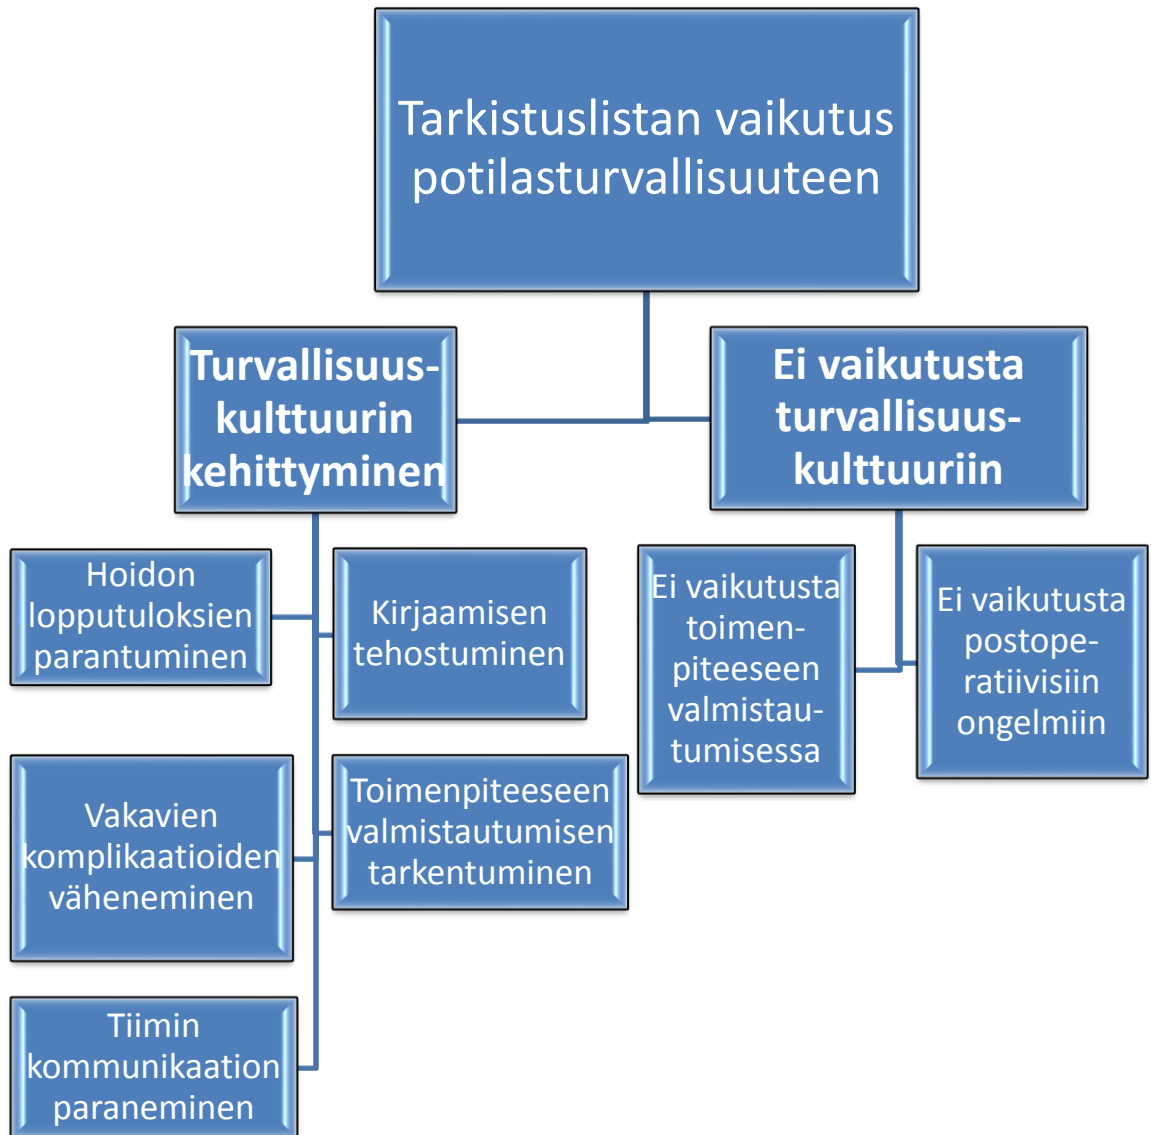 Tarkistuslistan vaikutus
potilasturvallisuuteen
Turvallisuus-
kulttuurin
kehittyminen
Ei vaikutusta
turvallisuus-
kulttuuriin
Hoidon
lopputuloksien
parantuminen
Kirjaamisen
tehostuminen
Vakavien
komplikaatioiden
väheneminen
Toimenpiteeseen
valmistautumisen
tarkentuminen
Tiimin
kommunikaation
paraneminen
Ei vaikutusta
toimen-
piteeseen
valmistau-
tumisessa
Ei vaikutusta
postope-
ratiivisiin
ongelmiin